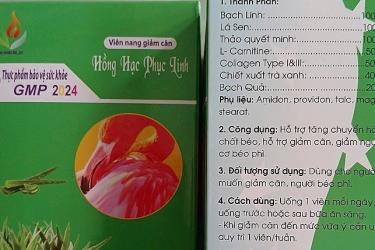 Viên nang giảm cân
Hồng Hạc Phục Linh
Thực phẩm bảo vệ sức khỏe
GMP 2024
1. Thành Phần:
Bạch Linh:
Lá Sen:
Thảo quyết minh:
L- Carnitine:
Collagen Type I&III:
Chiết xuất trà xanh:
Bạch Quả:
Phụ liệu: Amidon, providon, talc,
stearat.
2. Công dụng: Hỗ trợ tăng chuyển
chất béo, hỗ trợ giảm cân, giảm
cơ béo phì.
3. Đối tượng sử dụng: Dùng cho
muốn giảm cân, người béo phì.
4. Cách dùng: Uống 1 viên mỗi ngày,
uống trước hoặc sau bữa ăn sáng.
- Khi giảm cân đến mức vừa ý cần
duy trì 1 viên/tuần.